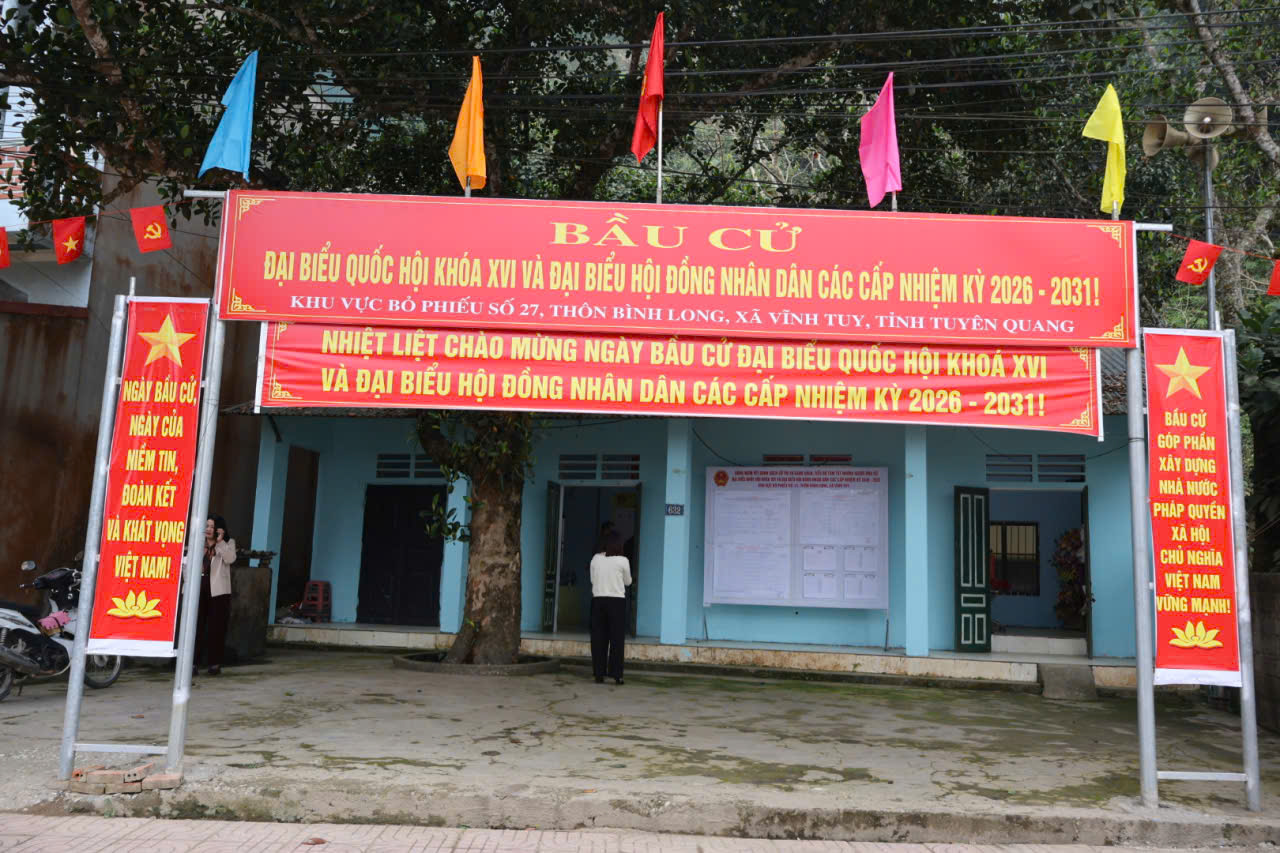 BẦU CỬ
ĐẠI BIỂU QUỐC HỘI KHÓA XVI VÀ ĐẠI BIỂU HỘI ĐỒNG NHÂN DÂN CÁC CẤP NHIỆM KỲ 2026 - 2031!
KHU VỰC BỎ PHIẾU SỐ 27, THÔN BÌNH LONG, XÃ VĨNH TUY, TỈNH TUYÊN QUANG
NHIỆT LIỆT CHÀO MỪNG NGÀY BẦU CỬ ĐẠI BIỂU QUỐC HỘI KHOÁ XVI
VÀ ĐẠI BIỂU HỘI ĐỒNG NHÂN DÂN CÁC CẤP NHIỆM KỲ 2026 - 2031!
NGÀY BẦU CỬ,
NGÀY CỦA
NIỀM TIN,
ĐOÀN KẾT
VÀ KHÁT VỌNG
VIỆT NAM!
632
BẦU CỬ
GÓP PHẦN
XÂY DỰNG
NHÀ NƯỚC
PHÁP QUYỀN
XÃ HỘI
CHỦ NGHĨA
VIỆT NAM
VỮNG MẠNH!